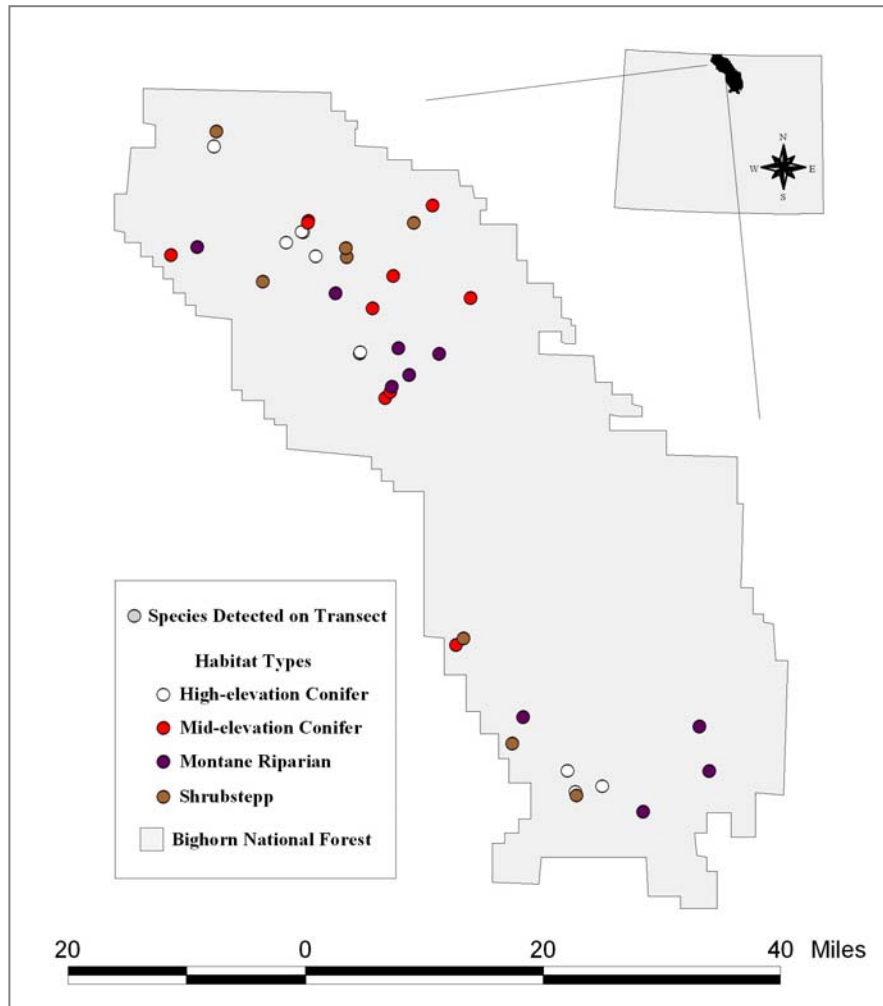 N
W E
S
Species Detected on Transect
Habitat Types
High-elevation Conifer
Mid-elevation Conifer
Montane Riparian
Shrubstepp
Bighorn National Forest
20 0 20 40 Miles